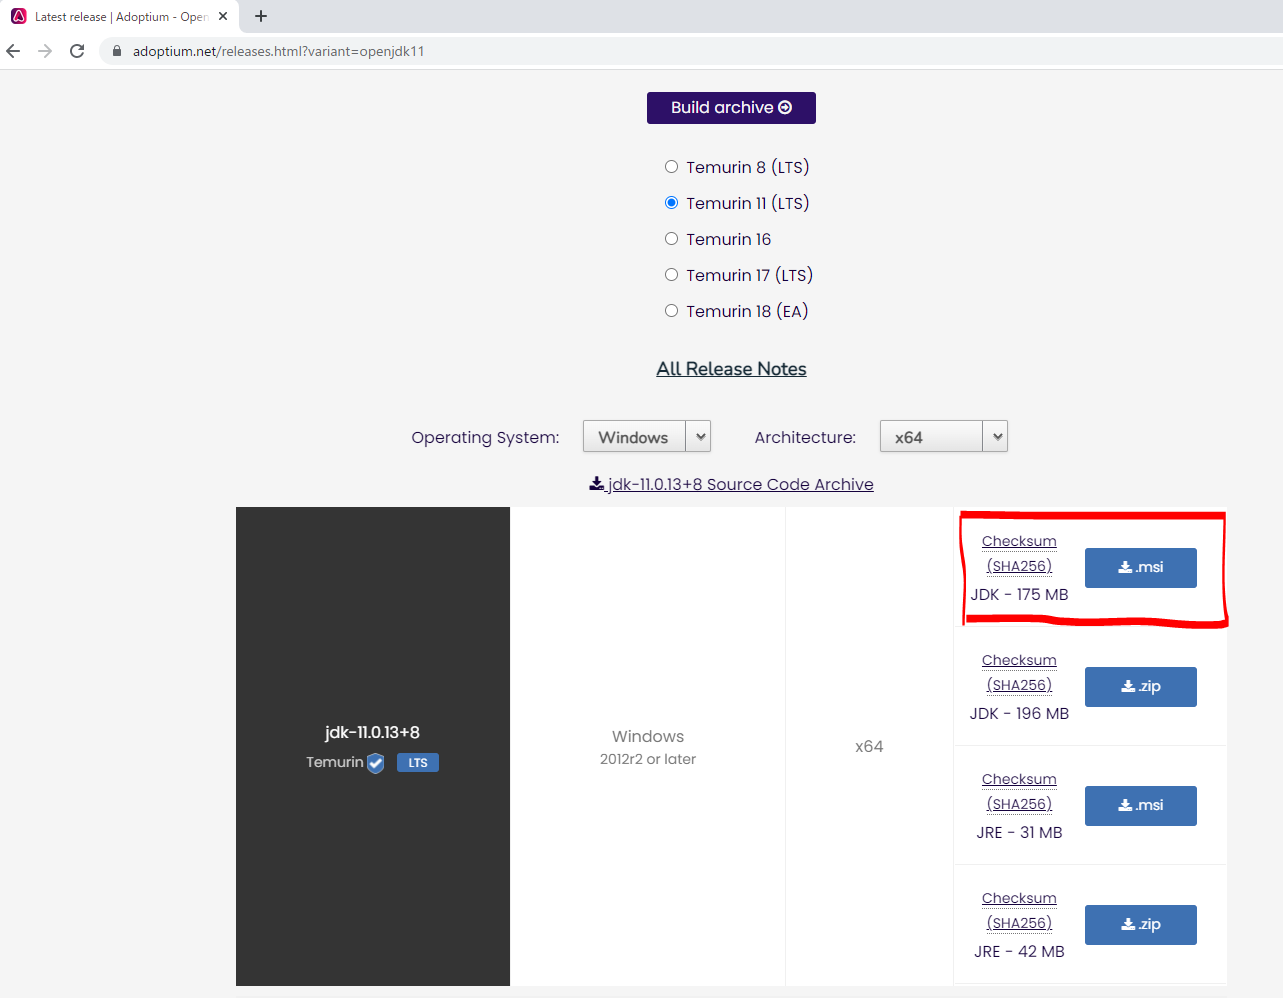 Latest release | Adoptium - Open
adoptium.net/releases.html?variant=openjdk11
Build archive
Temurin 8 (LTS)
Temurin 11 (LTS)
Temurin 16
Temurin 17 (LTS)
Temurin 18 (EA)
All Release Notes
Operating System: Windows Architecture: x64
jdk-11.0.13+8 Source Code Archive
Checksum
(SHA256)
JDK - 175 MB
.msi
Checksum
(SHA256)
JDK - 196 MB
.zip
jdk-11.0.13+8
Temurin LTS
Windows
2012r2 or later
x64
Checksum
(SHA256)
JRE - 31 MB
.msi
Checksum
(SHA256)
JRE - 42 MB
.zip